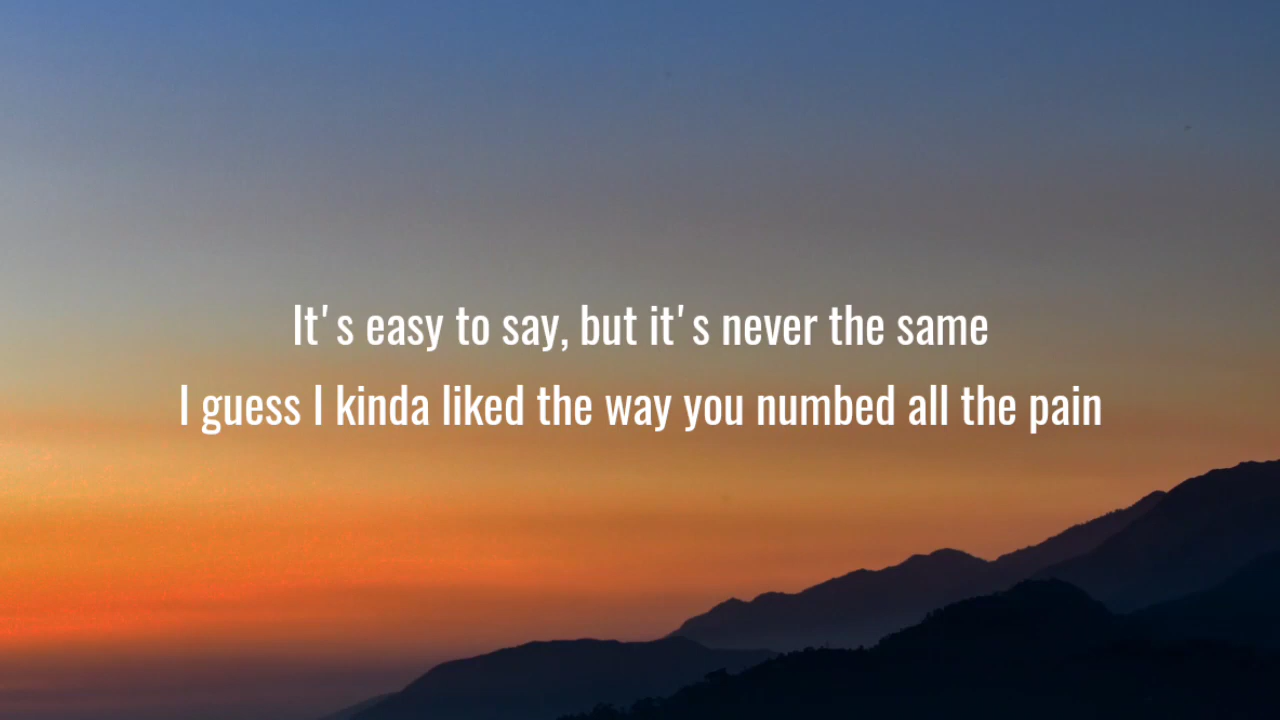 It's easy to say, but it's never the same
I guess I kinda liked the way you numbed all the pain